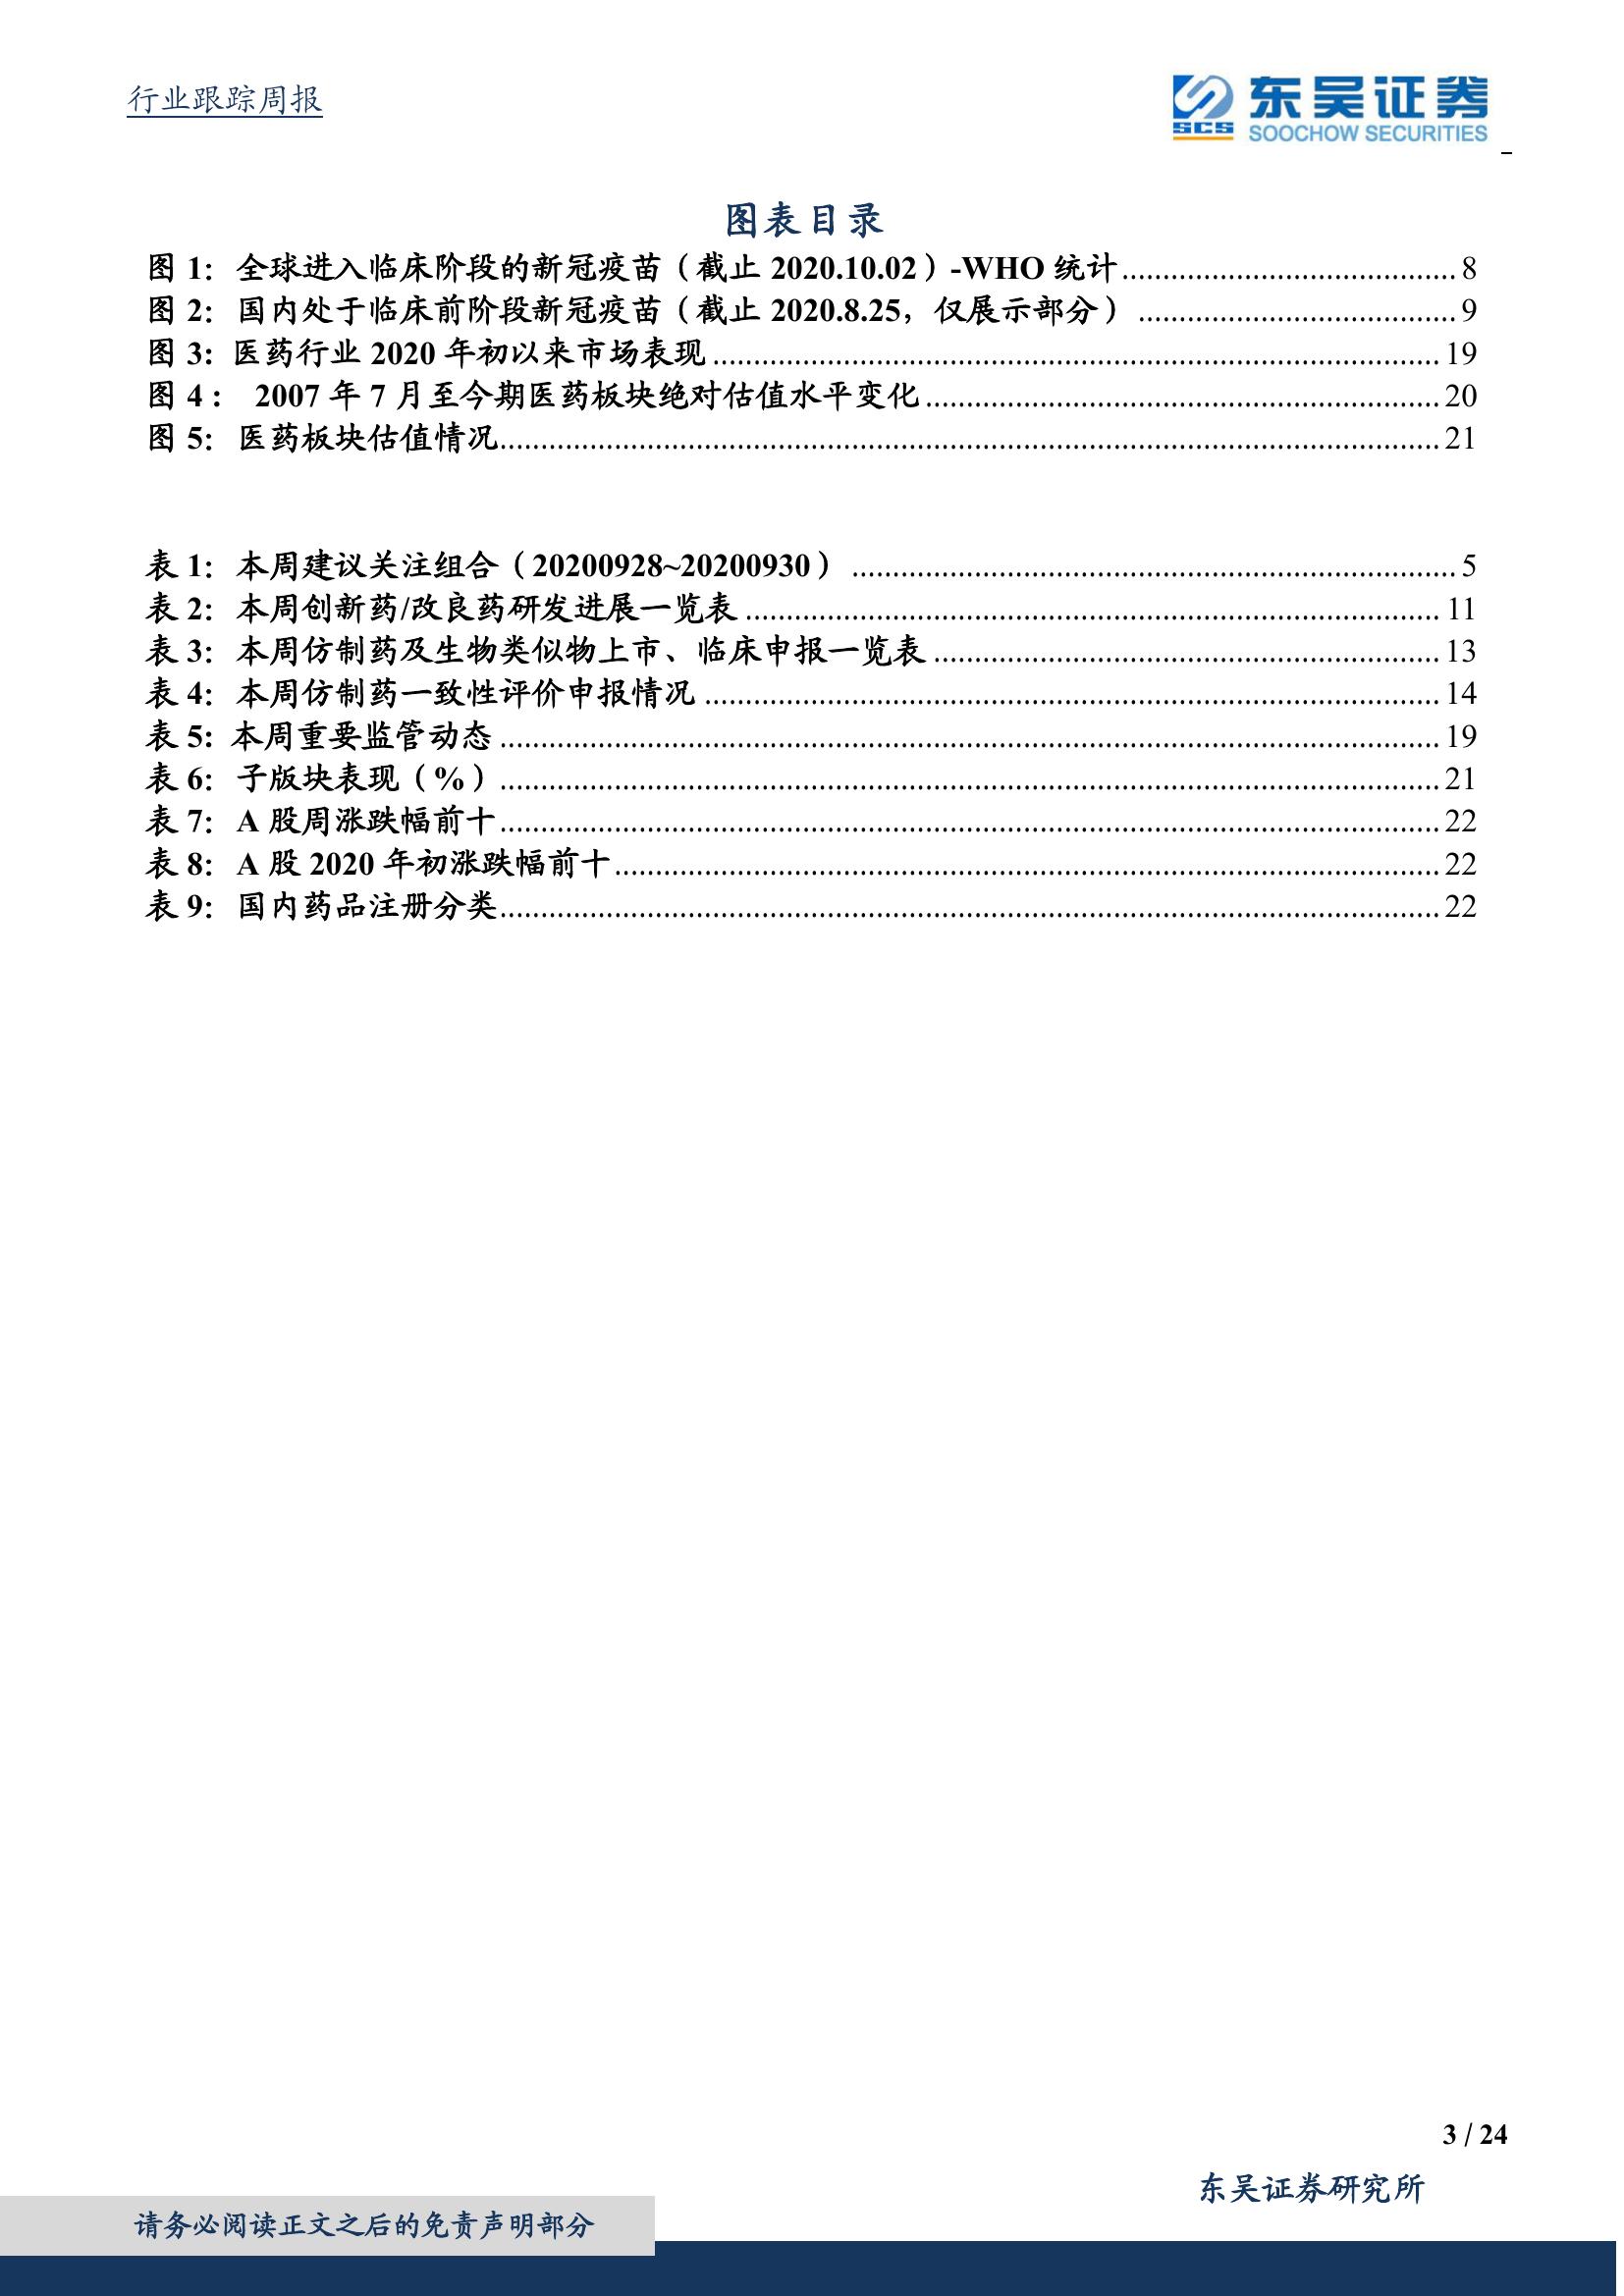 行业跟踪周报
SCS 东吴证券
SOOCHOW SECURITIES
图表目录
图 1: 全球进入临床阶段的新冠疫苗（截止 2020.10.02）-WHO 统计........................................ 8
图 2: 国内处于临床前阶段新冠疫苗（截止 2020.8.25，仅展示部分） ...................................... 9
图 3: 医药行业 2020 年初以来市场表现........................................................................................ 19
图 4 : 2007 年 7 月至今期医药板块绝对估值水平变化.............................................................. 20
图 5: 医药板块估值情况................................................................................................................ 21
表 1: 本周建议关注组合（20200928~20200930） ......................................................................... 5
表 2: 本周创新药/改良药研发进展一览表 .................................................................................... 11
表 3: 本周仿制药及生物类似物上市、临床申报一览表 ............................................................. 13
表 4: 本周仿制药一致性评价申报情况 ......................................................................................... 14
表 5: 本周重要监管动态 ................................................................................................................ 19
表 6: 子版块表现（%）................................................................................................................ 21
表 7: A 股周涨跌幅前十................................................................................................................ 22
表 8: A 股 2020 年初涨跌幅前十.................................................................................................. 22
表 9: 国内药品注册分类................................................................................................................ 22
3 / 24
东吴证券研究所
请务必阅读正文之后的免责声明部分